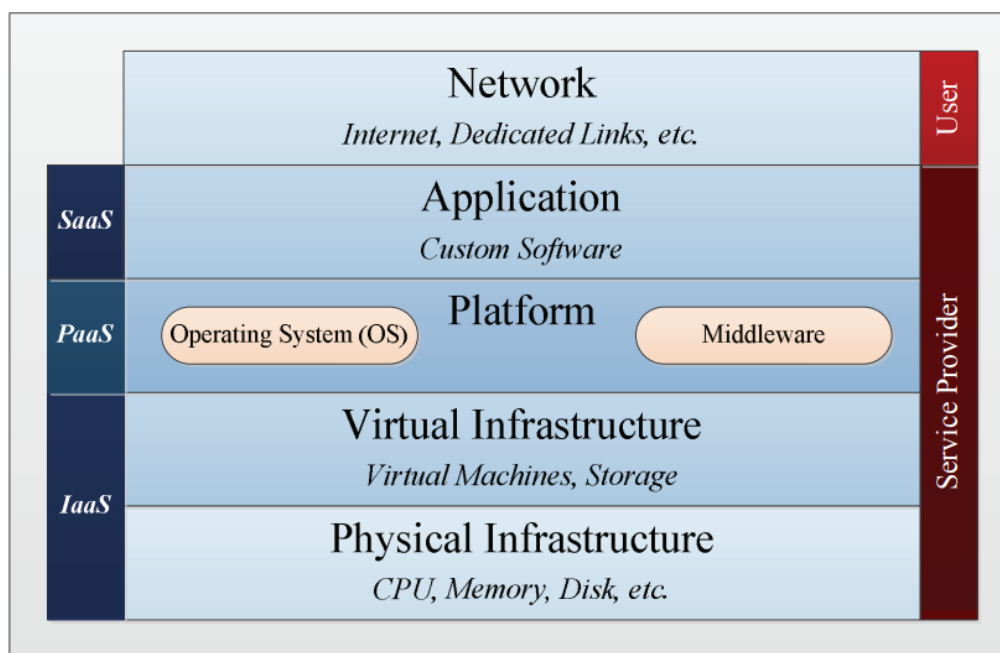 Network
Internet, Dedicated Links, etc.
User
SaaS
Application
Custom Software
PaaS
Platform
Operating System (OS)
Middleware
Service Provider
IaaS
Virtual Infrastructure
Virtual Machines, Storage
Physical Infrastructure
CPU, Memory, Disk, etc.